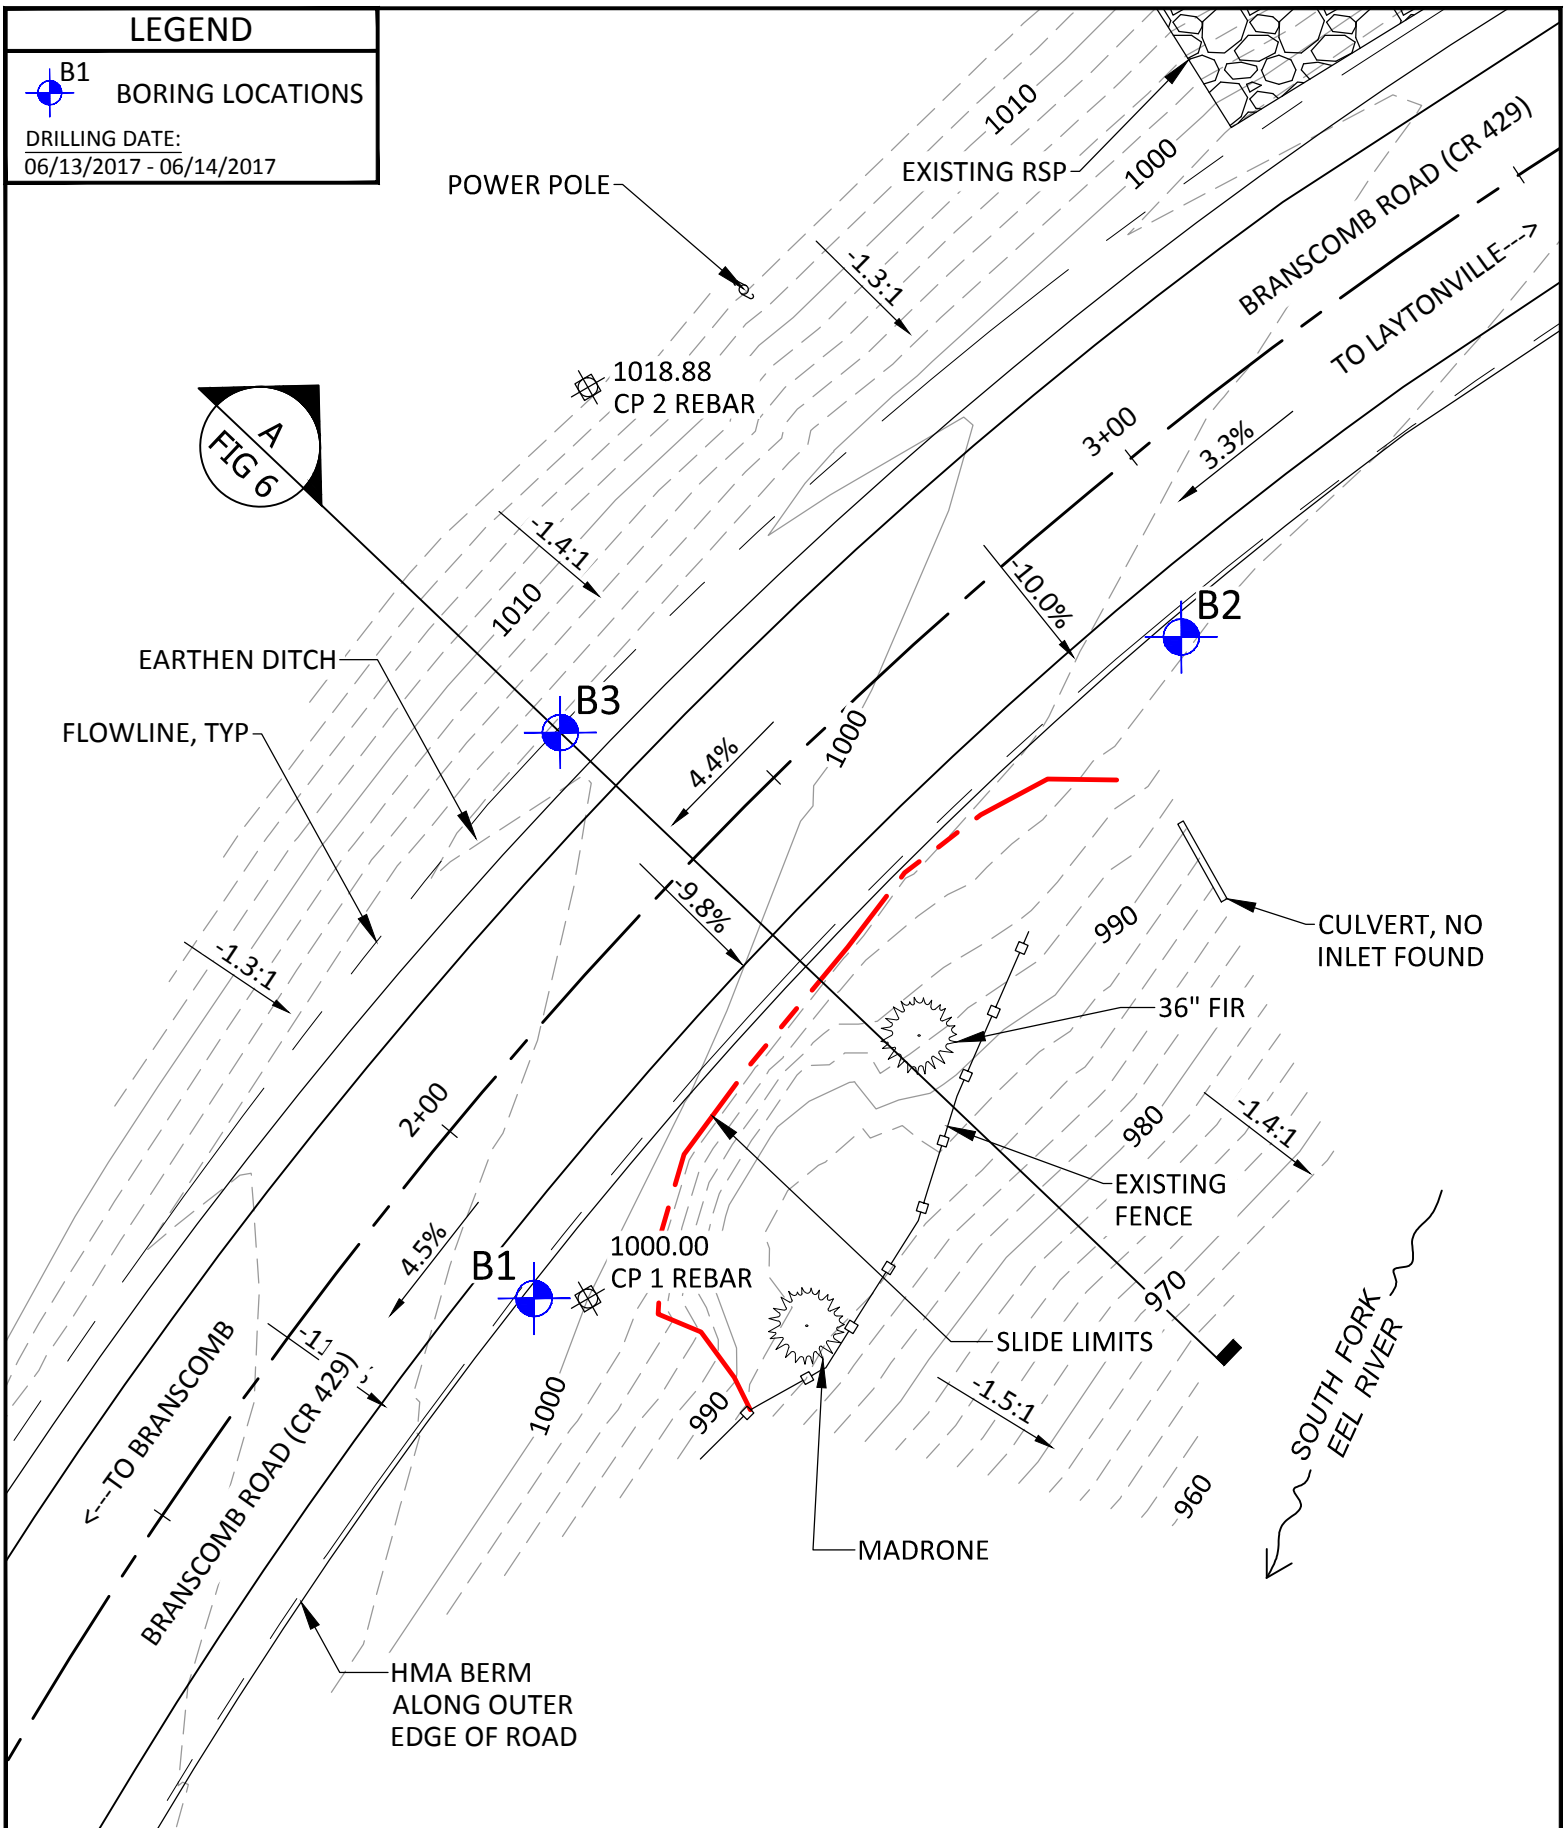 LEGEND
B1
BORING LOCATIONS
DRILLING DATE:
06/13/2017 - 06/14/2017
POWER POLE
1010
EXISTING RSP
1000
BRANSCOMB ROAD (CR 429)
TO LAYTONVILLE--->
-1.3:1
1018.88
CP 2 REBAR
A
FIG 6
3+00
3.3%
-1.4:1
1010
-10.0%
B2
EARTHEN DITCH
B3
FLOWLINE, TYP
4.4%
1000
-9.8%
990
CULVERT, NO
INLET FOUND
-1.3:1
36" FIR
2+00
980
-1.4:1
EXISTING
FENCE
4.5%
B1
1000.00
CP 1 REBAR
970
SLIDE LIMITS
SOUTH FORK
EEL RIVER
<---TO BRANSCOMB
BRANSCOMB ROAD (CR 429)
1000
990
-1.5:1
960
MADRONE
HMA BERM
ALONG OUTER
EDGE OF ROAD